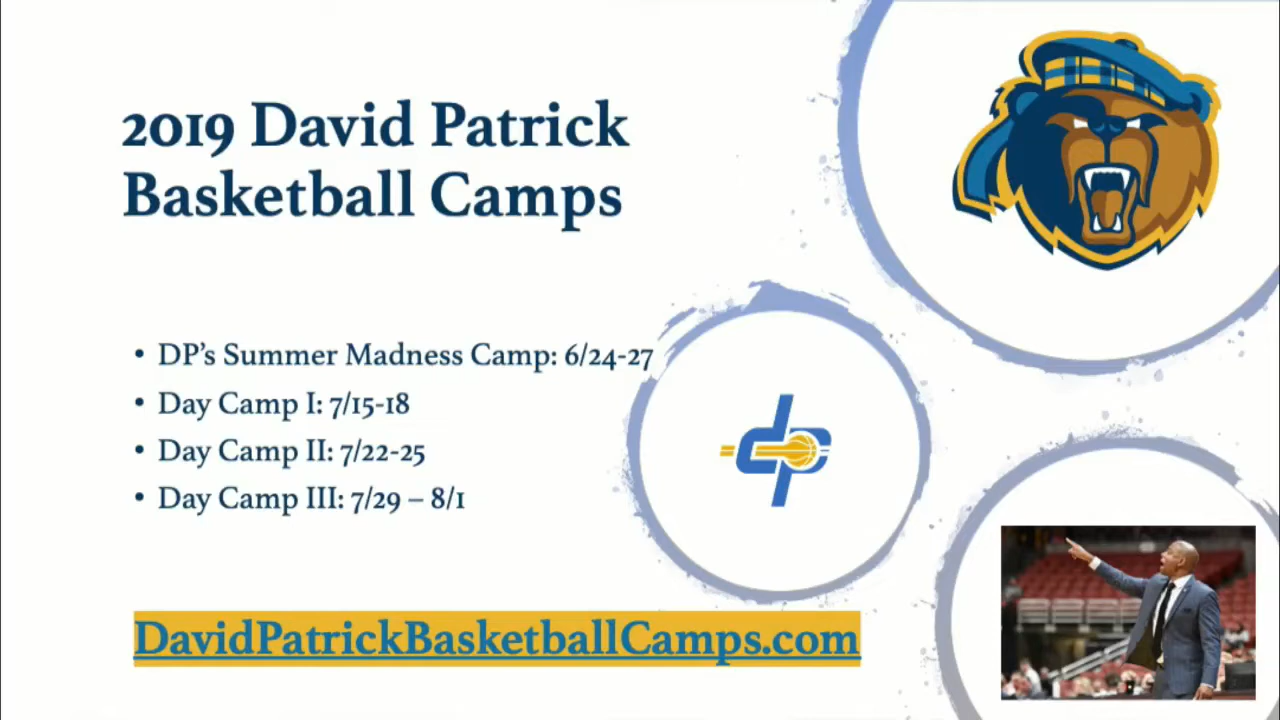 2019 David Patrick
Basketball Camps
• DP’s Summer Madness Camp: 6/24-27
• Day Camp I: 7/15-18
• Day Camp II: 7/22-25
• Day Camp III: 7/29 – 8/1
dp
DavidPatrickBasketballCamps.com